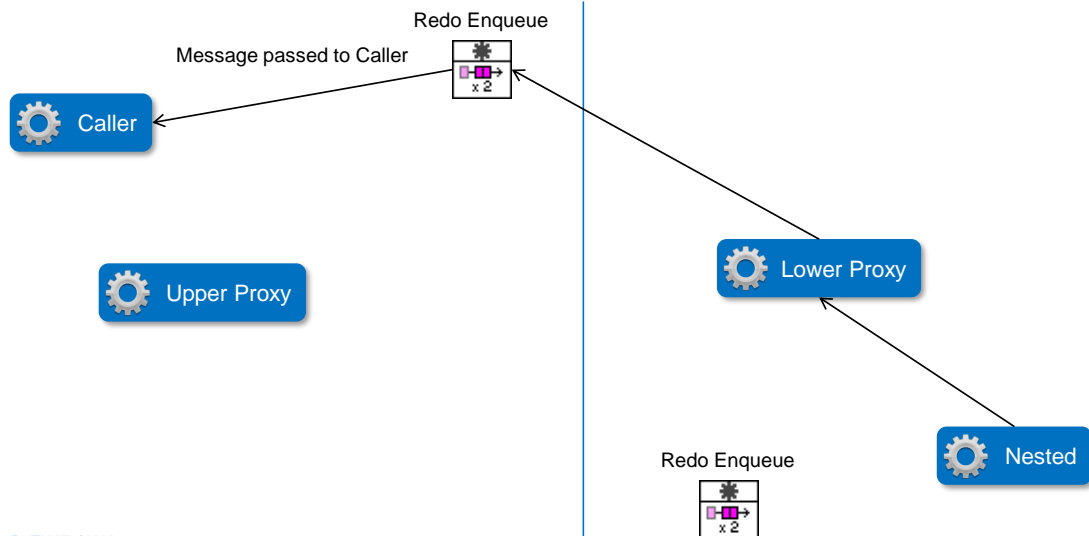 Redo Enqueue
Message passed to Caller
x 2
Caller
Lower Proxy
Upper Proxy
Nested
Redo Enqueue
x 2